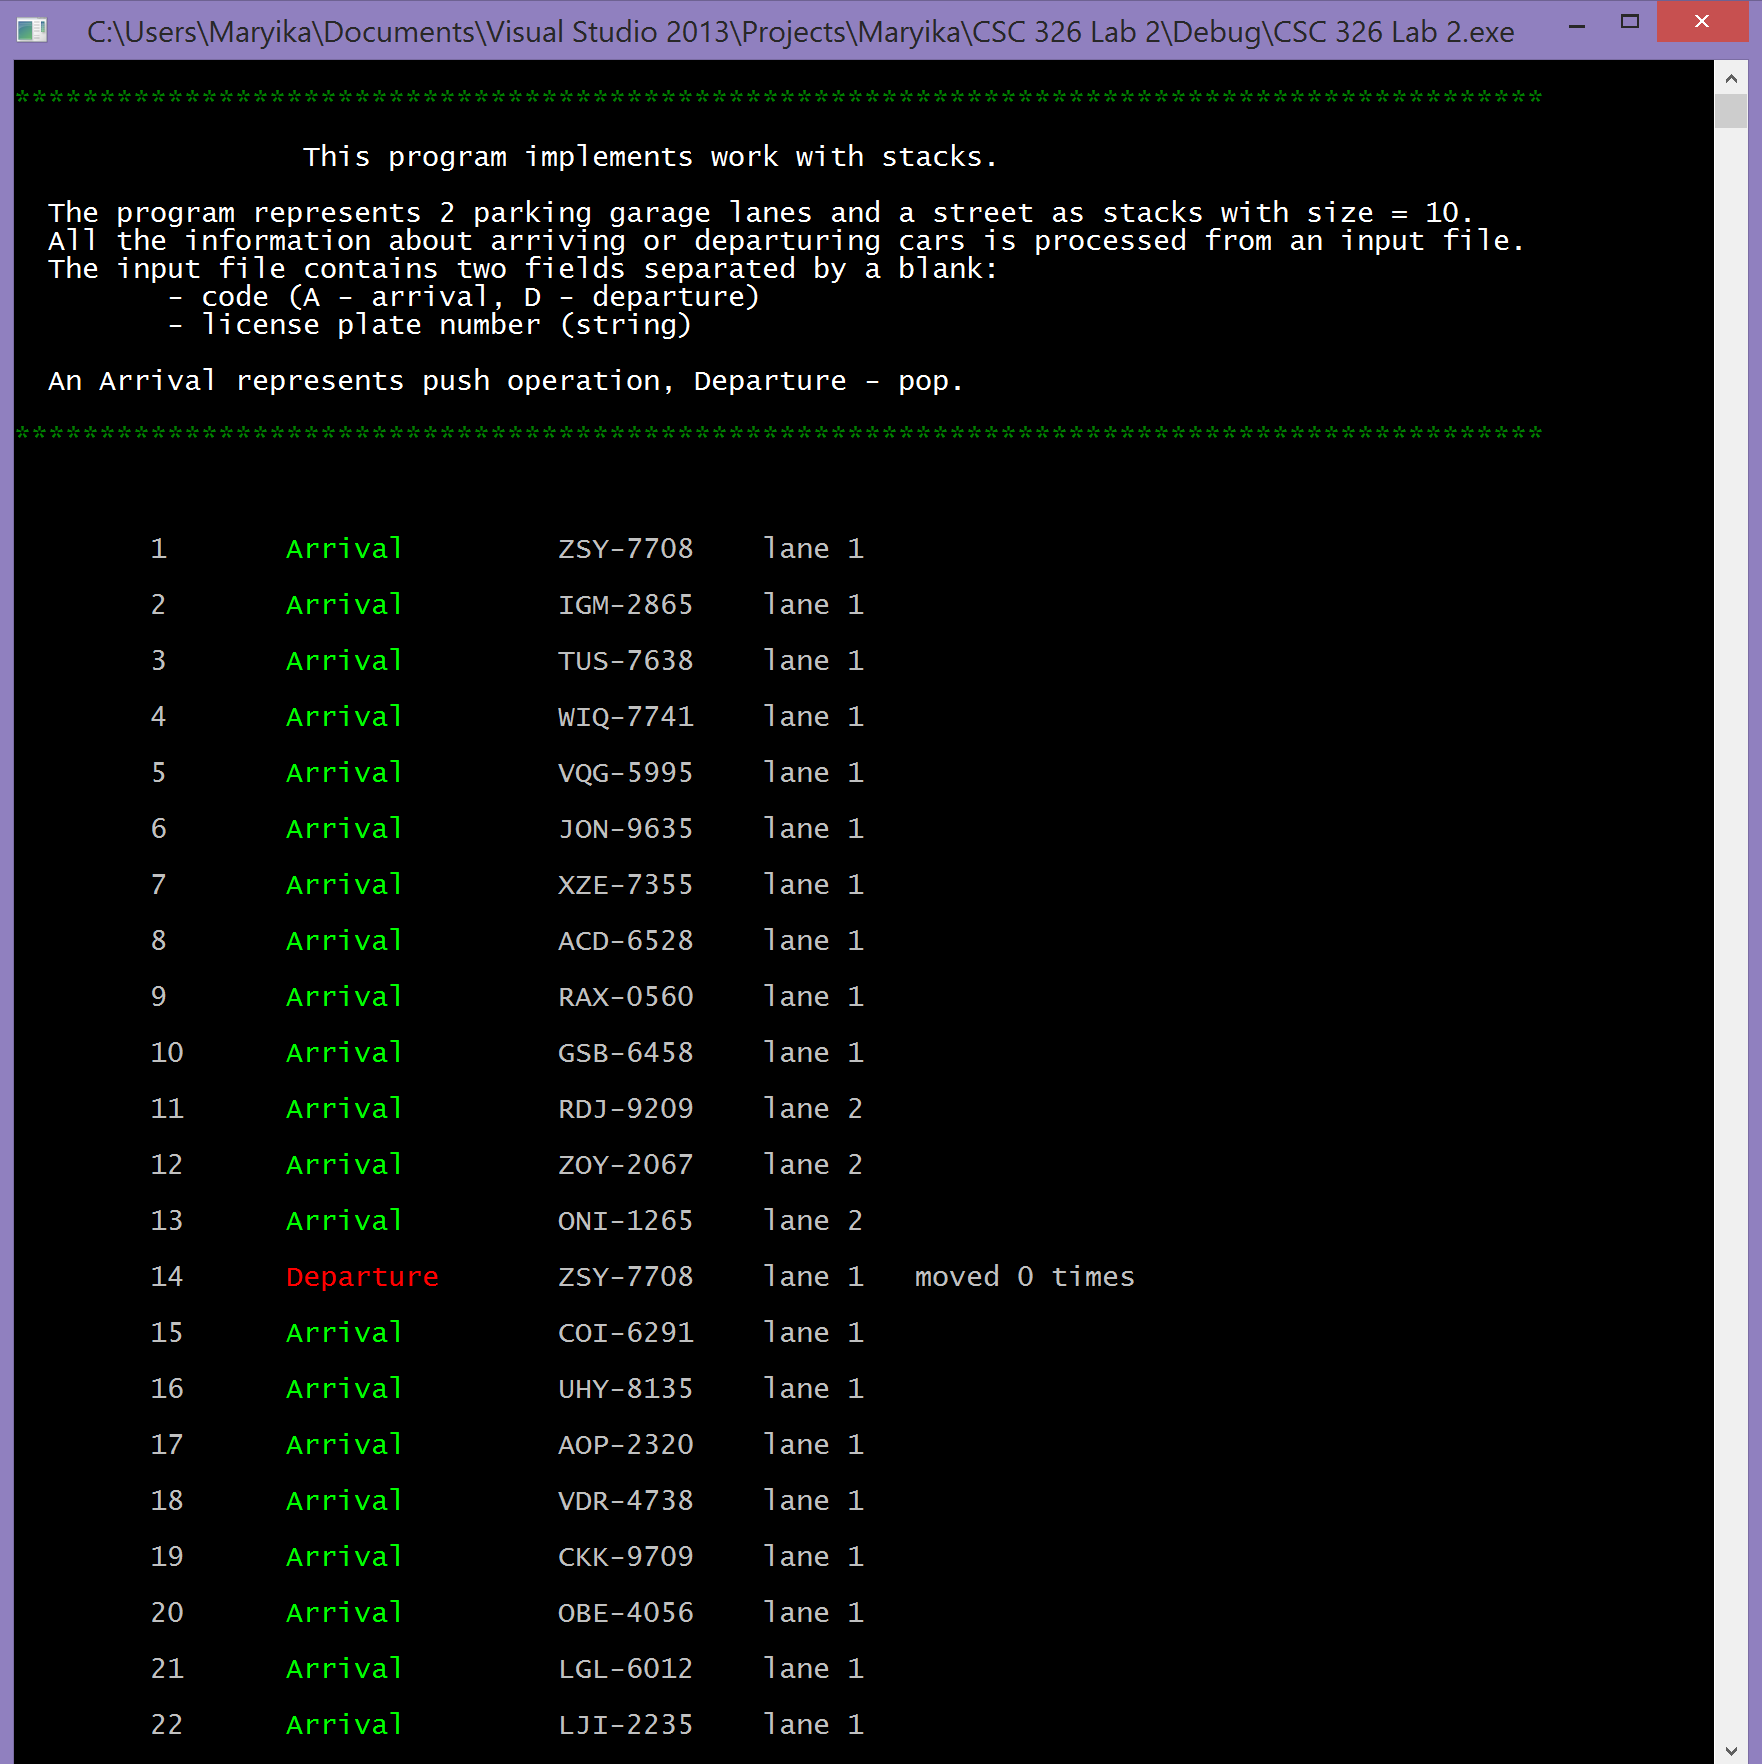 C:\Users\Maryika\Documents\Visual Studio 2013\Projects\Maryika\CSC 326 Lab 2\Debug\CSC 326 Lab 2.exe
******************************************************************************************
This program implements work with stacks.
The program represents 2 parking garage lanes and a street as stacks with size = 10.
All the information about arriving or departuring cars is processed from an input file.
The input file contains two fields separated by a blank:
- code (A - arrival, D - departure)
- license plate number (string)
An Arrival represents push operation, Departure - pop.
******************************************************************************************
1 Arrival ZSY-7708 lane 1
2 Arrival IGM-2865 lane 1
3 Arrival TUS-7638 lane 1
4 Arrival WIQ-7741 lane 1
5 Arrival VQG-5995 lane 1
6 Arrival JON-9635 lane 1
7 Arrival XZE-7355 lane 1
8 Arrival ACD-6528 lane 1
9 Arrival RAX-0560 lane 1
10 Arrival GSB-6458 lane 1
11 Arrival RDJ-9209 lane 2
12 Arrival ZOY-2067 lane 2
13 Arrival ONI-1265 lane 2
14 Departure ZSY-7708 lane 1 moved 0 times
15 Arrival COI-6291 lane 1
16 Arrival UHY-8135 lane 1
17 Arrival AOP-2320 lane 1
18 Arrival VDR-4738 lane 1
19 Arrival CKK-9709 lane 1
20 Arrival OBE-4056 lane 1
21 Arrival LGL-6012 lane 1
22 Arrival LJI-2235 lane 1